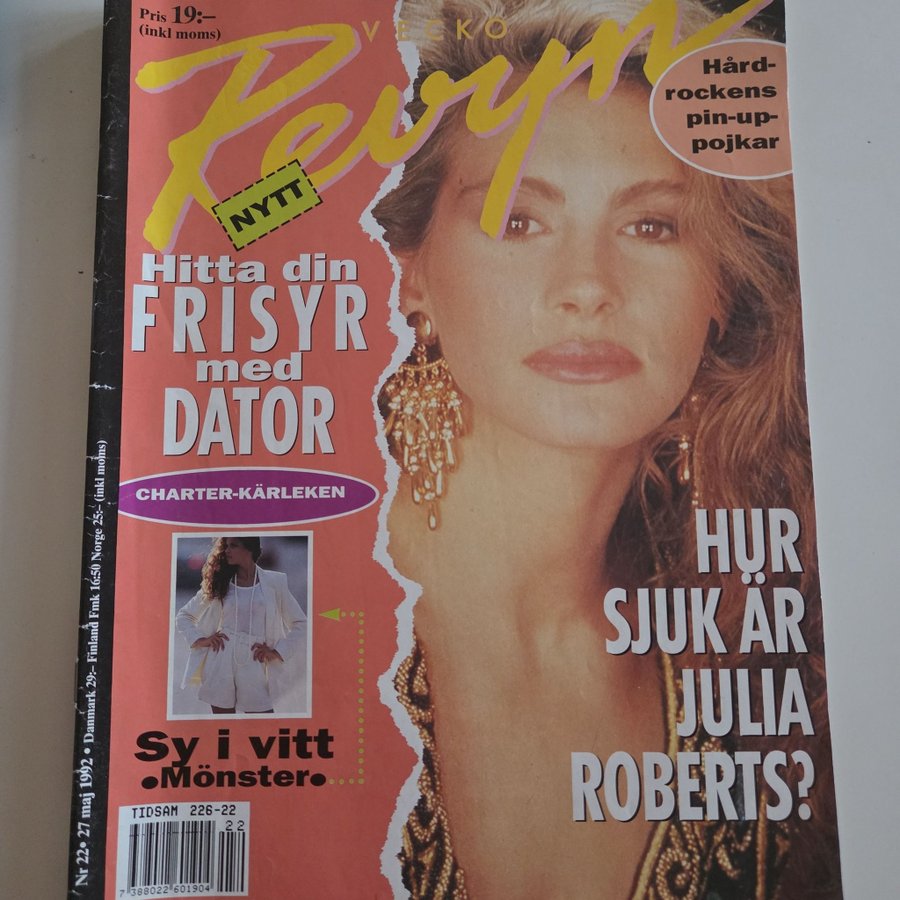 Pris 19:–
(inkl moms)
VECKO
Revyn
Hård-
rockens
pin-up-
pojkar
NYTT
Hitta din
FRISYR
med
DATOR
CHARTER-KÄRLEKEN
HUR
SJUK ÄR
JULIA
ROBERTS?
Sy i vitt
•Mönster•
TIDSAM 226-22
22
7 388022 601904
Nr 22 • 27 maj 1992 • Danmark 29:– Finland Fmk 16:50 Norge 25:– (inkl moms)